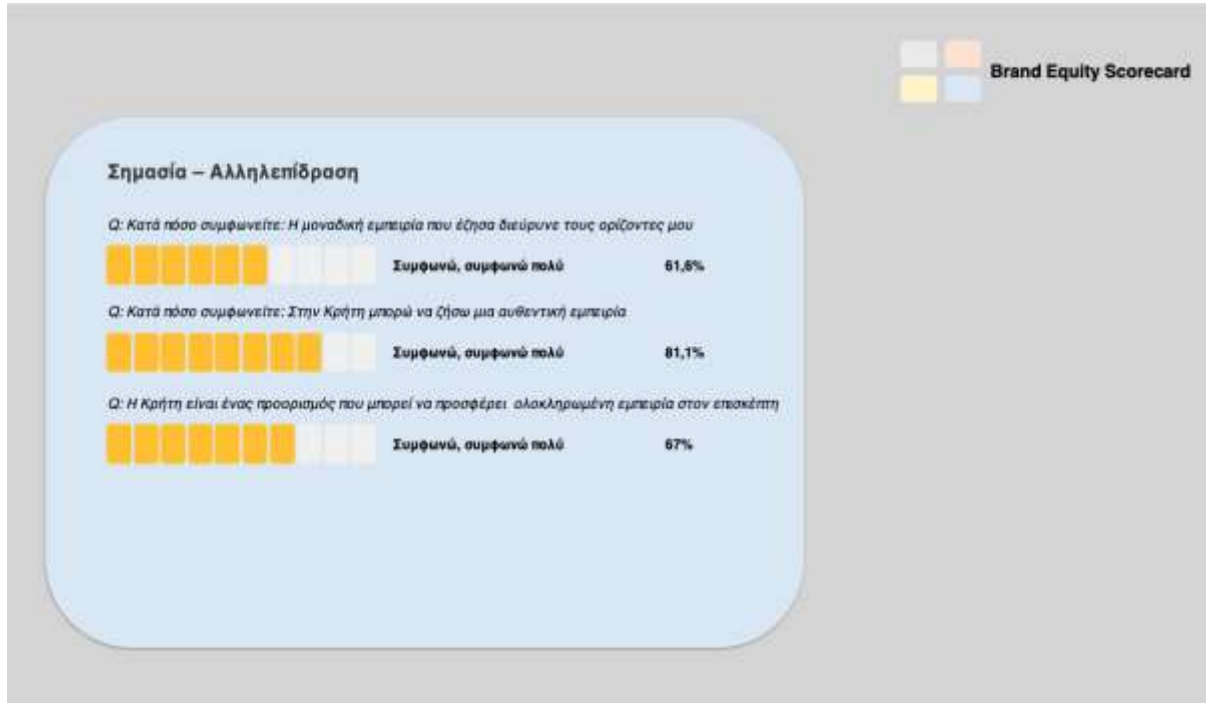 Brand Equity Scorecard
Σημασία – Αλληλεπίδραση
Q: Κατά πόσο συμφωνείτε: Η μοναδική εμπειρία που έζησα διεύρυνε τους ορίζοντες μου
Συμφωνώ, συμφωνώ πολύ 61,6%
Q: Κατά πόσο συμφωνείτε: Στην Κρήτη μπορώ να ζήσω μια αυθεντική εμπειρία
Συμφωνώ, συμφωνώ πολύ 81,1%
Q: Η Κρήτη είναι ένας προορισμός που μπορεί να προσφέρει ολοκληρωμένη εμπειρία στον επισκέπτη
Συμφωνώ, συμφωνώ πολύ 67%